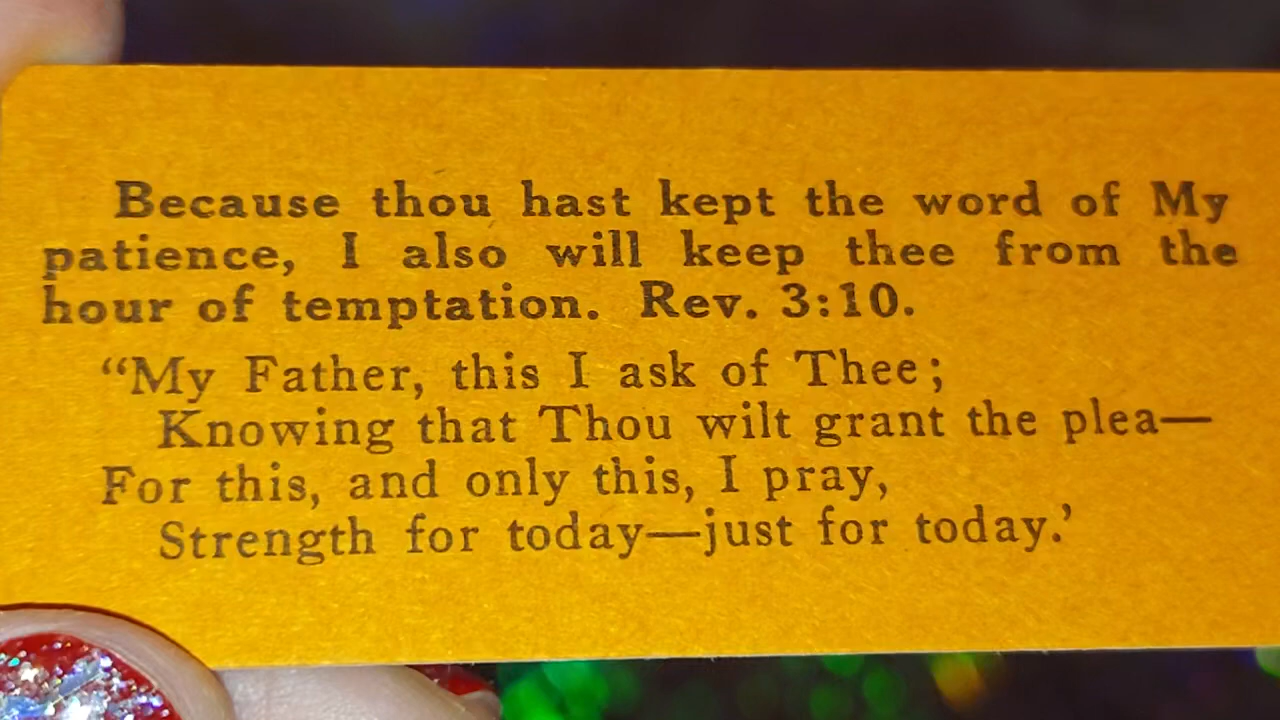 Because thou hast kept the word of My
patience, I also will keep thee from the
hour of temptation. Rev. 3:10.
“My Father, this I ask of Thee;
Knowing that Thou wilt grant the plea—
For this, and only this, I pray,
Strength for today—just for today.’